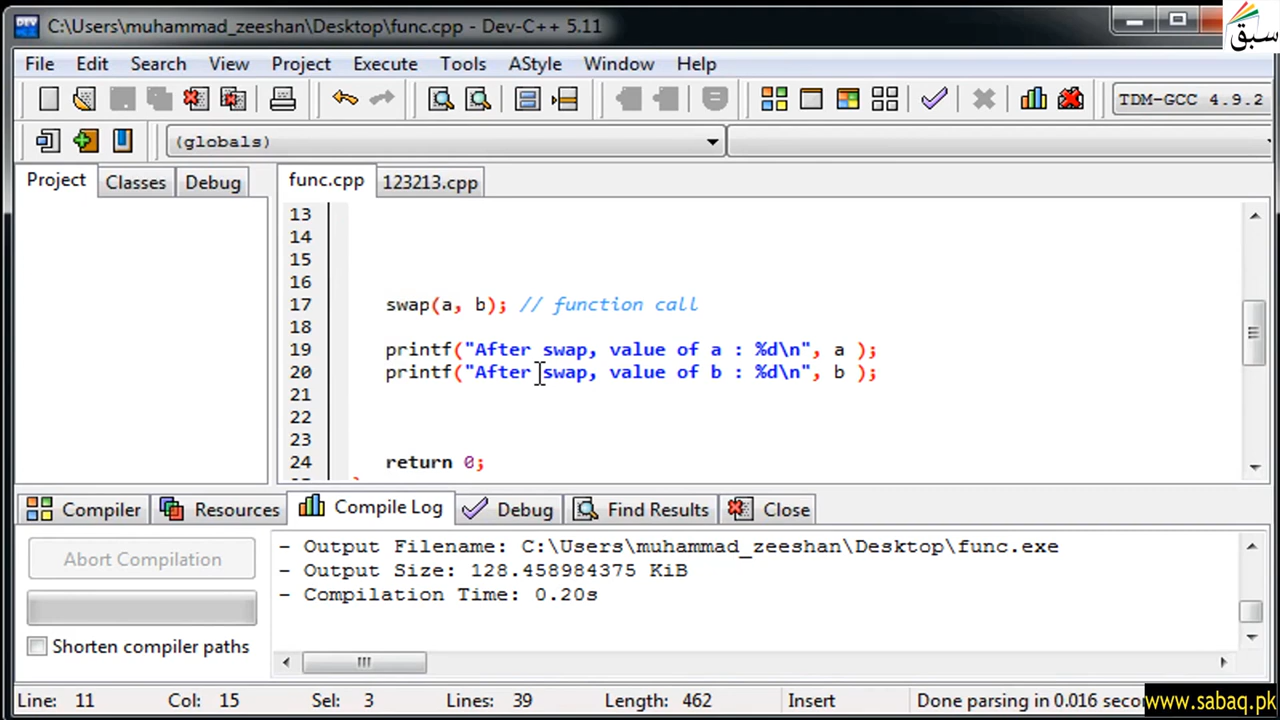 C:\Users\muhammad_zeeshan\Desktop\func.cpp - Dev-C++ 5.11
سبق
File Edit Search View Project Execute Tools AStyle Window Help
TDM-GCC 4.9.2
(globals)
Project Classes Debug func.cpp 123213.cpp
13
14
15
16
17 swap(a, b); // function call
18
19 printf("After swap, value of a : %d\n", a );
20 printf("After swap, value of b : %d\n", b );
21
22
23
24 return 0;
Compiler Resources Compile Log Debug Find Results Close
Abort Compilation
Shorten compiler paths
- Output Filename: C:\Users\muhammad_zeeshan\Desktop\func.exe
- Output Size: 128.458984375 KiB
- Compilation Time: 0.20s
Line: 11 Col: 15 Sel: 3 Lines: 39 Length: 462 Insert Done parsing in 0.016 seco
www.sabaq.pk